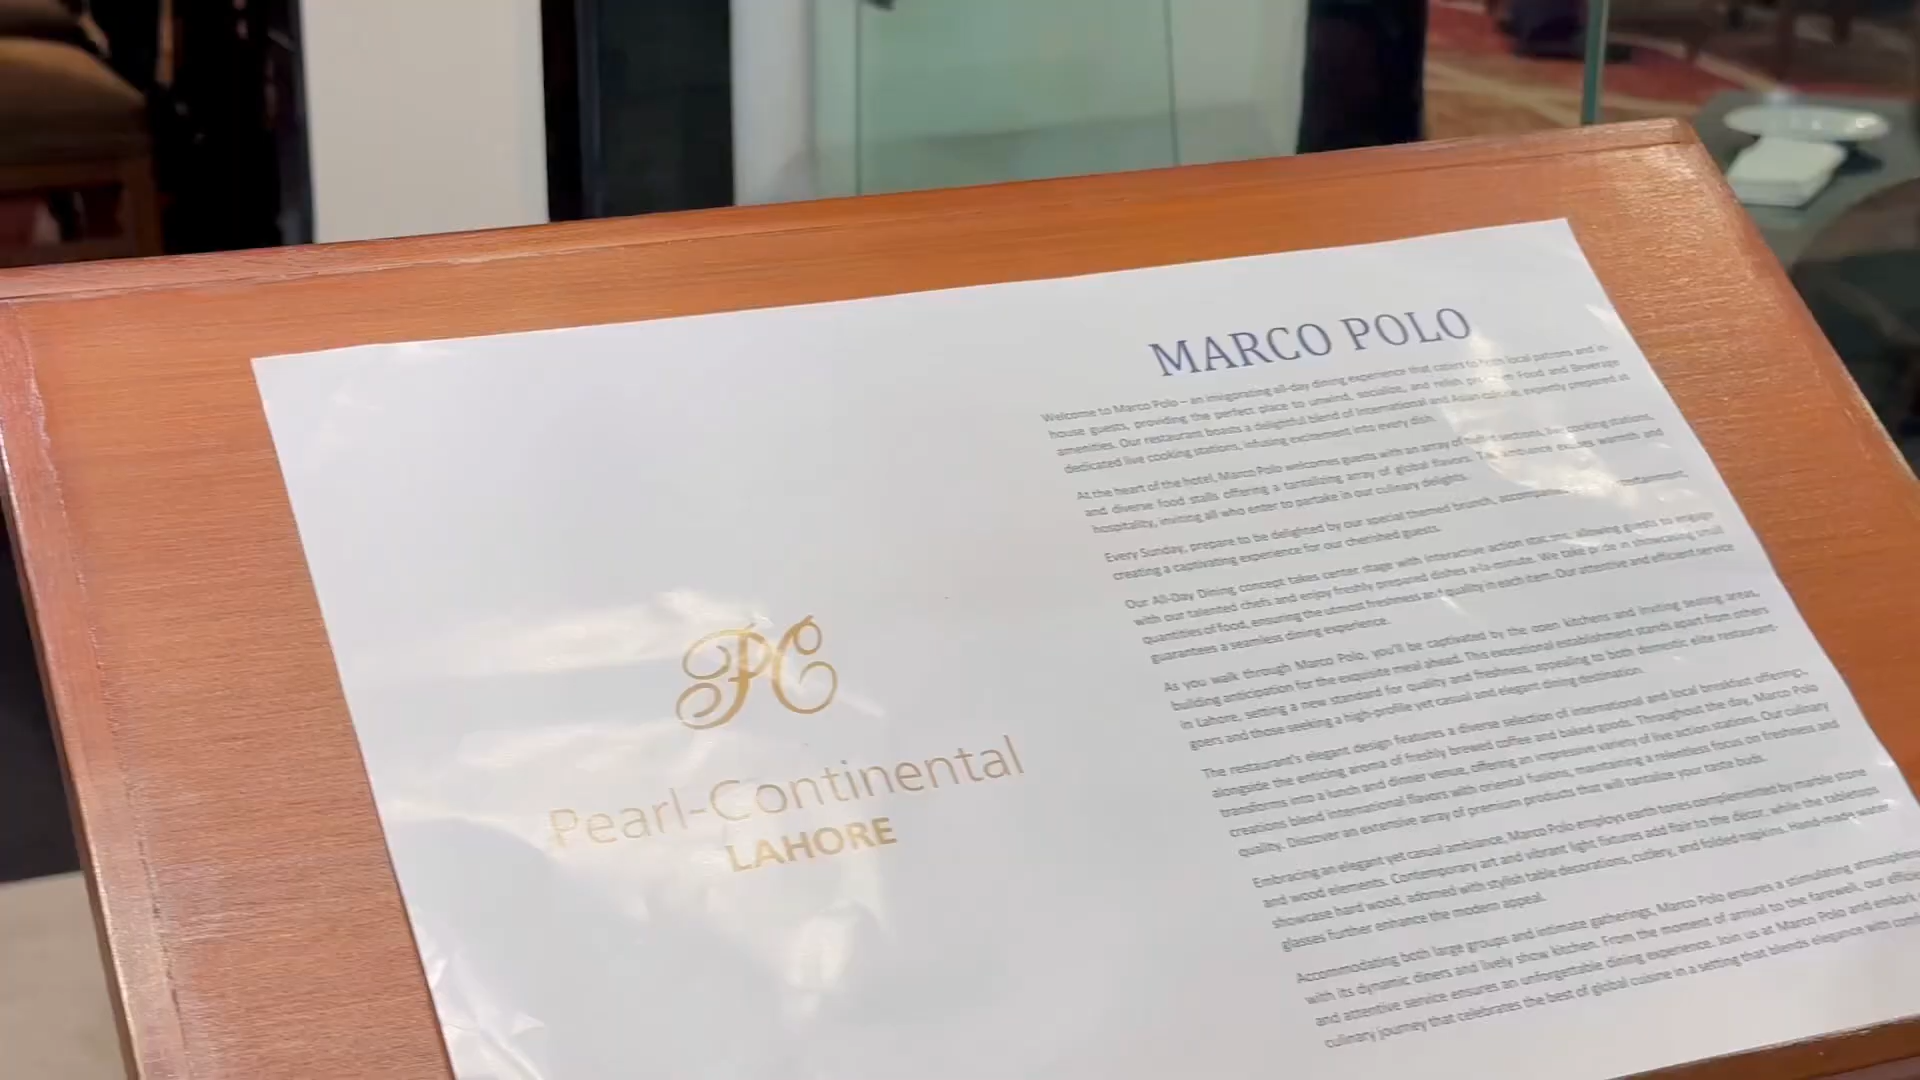 PC
Pearl-Continental
LAHORE
MARCO POLO
Welcome to Marco Polo – an invigorating all-day dining experience that caters to both local patrons and in-
house guests, providing the perfect place to unwind, socialize, and relish premium Food and Beverage
amenities. Our restaurant boasts a delightful blend of International and Asian cuisine, expertly prepared at
dedicated live cooking stations, infusing excitement into every dish.
At the heart of the hotel, Marco Polo welcomes guests with an array of buffet sections, live cooking stations,
and diverse food stalls offering a tantalizing array of global flavors. The ambiance exudes warmth and
hospitality, inviting all who enter to partake in our culinary delights.
Every Sunday, prepare to be delighted by our special themed brunch, accompanied
creating a captivating experience for our cherished guests.
Our All-Day Dining concept takes center stage with interactive action stations, allowing guests to engage
with our talented chefs and enjoy freshly prepared dishes a-la-minute. We take pride in showcasing small
quantities of food, ensuring the utmost freshness and quality in each item. Our attentive and efficient service
guarantees a seamless dining experience.
As you walk through Marco Polo, you'll be captivated by the open kitchens and inviting seating areas,
building anticipation for the exquisite meal ahead. This exceptional establishment stands apart from others
in Lahore, setting a new standard for quality and freshness, appealing to both domestic elite restaurant-
goers and those seeking a high-profile yet casual and elegant dining destination.
The restaurant's elegant design features a diverse selection of international and local breakfast offerings,
alongside the enticing aroma of freshly brewed coffee and baked goods. Throughout the day, Marco Polo
transforms into a lunch and dinner venue, offering an impressive variety of live action stations. Our culinary
creations blend international flavors with oriental fusions, maintaining a relentless focus on freshness and
quality. Discover an extensive array of premium products that will tantalize your taste buds.
Embracing an elegant yet casual ambiance, Marco Polo employs earth tones complemented by marble stone
and wood elements. Contemporary art and vibrant light fixtures add flair to the décor, while the tabletops
showcase hard wood, adorned with stylish table decorations, cutlery, and folded napkins. Hand-made water
glasses further enhance the modern appeal.
Accommodating both large groups and intimate gatherings, Marco Polo ensures a stimulating atmosphere
with its dynamic diners and lively show kitchen. From the moment of arrival to the farewell, our
and attentive service ensures an unforgettable dining experience. Join us at Marco Polo and embark
culinary journey that celebrates the best of global cuisine in a setting that blends elegance with